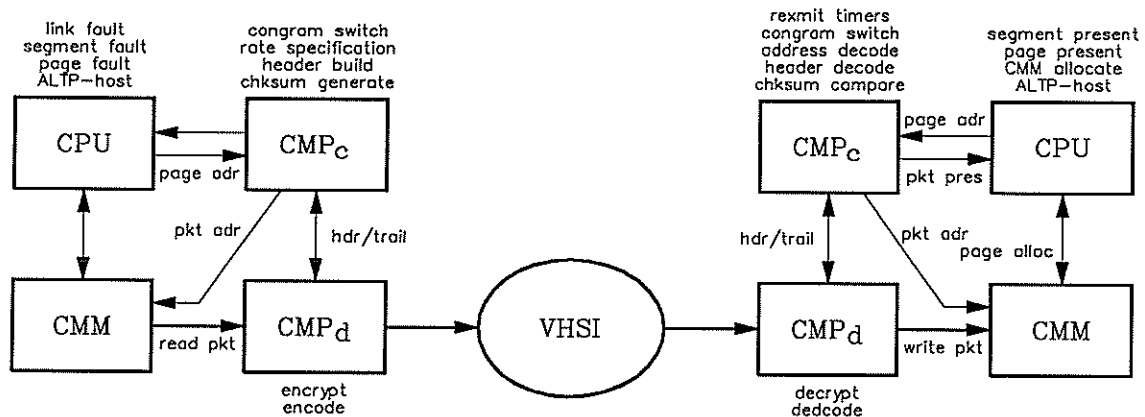 link fault
segment fault
page fault
ALTP-host
congram switch
rate specification
header build
chksum generate
rexmit timers
congram switch
address decode
header decode
chksum compare
segment present
page present
CMM allocate
ALTP-host
CPU
page adr
CMPc
CMPc
page adr
pkt pres
CPU
pkt adr
hdr/trail
hdr/trail
pkt adr
page alloc
CMM
read pkt
CMPd
VHSI
CMPd
write pkt
CMM
encrypt
encode
decrypt
dedcode